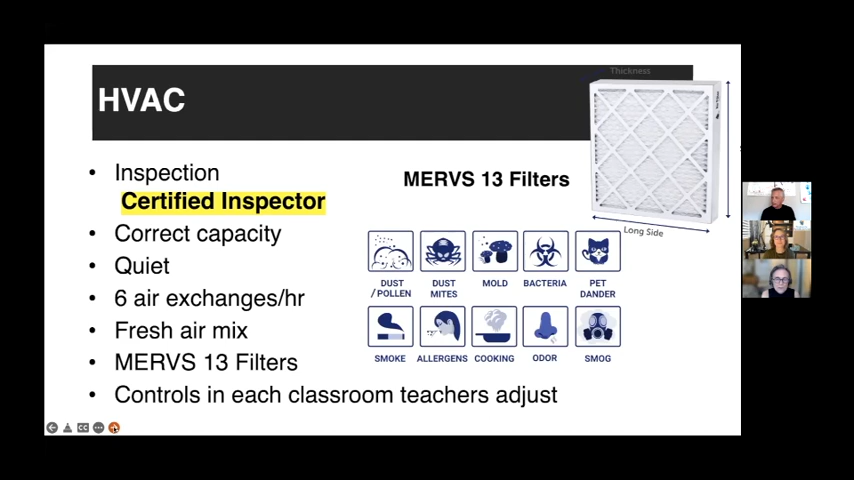 HVAC
Thickness
• Inspection
Certified Inspector
• Correct capacity
• Quiet
• 6 air exchanges/hr
• Fresh air mix
• MERVS 13 Filters
• Controls in each classroom teachers adjust
MERVS 13 Filters
Long Side
DUST / POLLEN
DUST MITES
MOLD
BACTERIA
PET DANDER
SMOKE
ALLERGENS
COOKING
ODOR
SMOG
CC